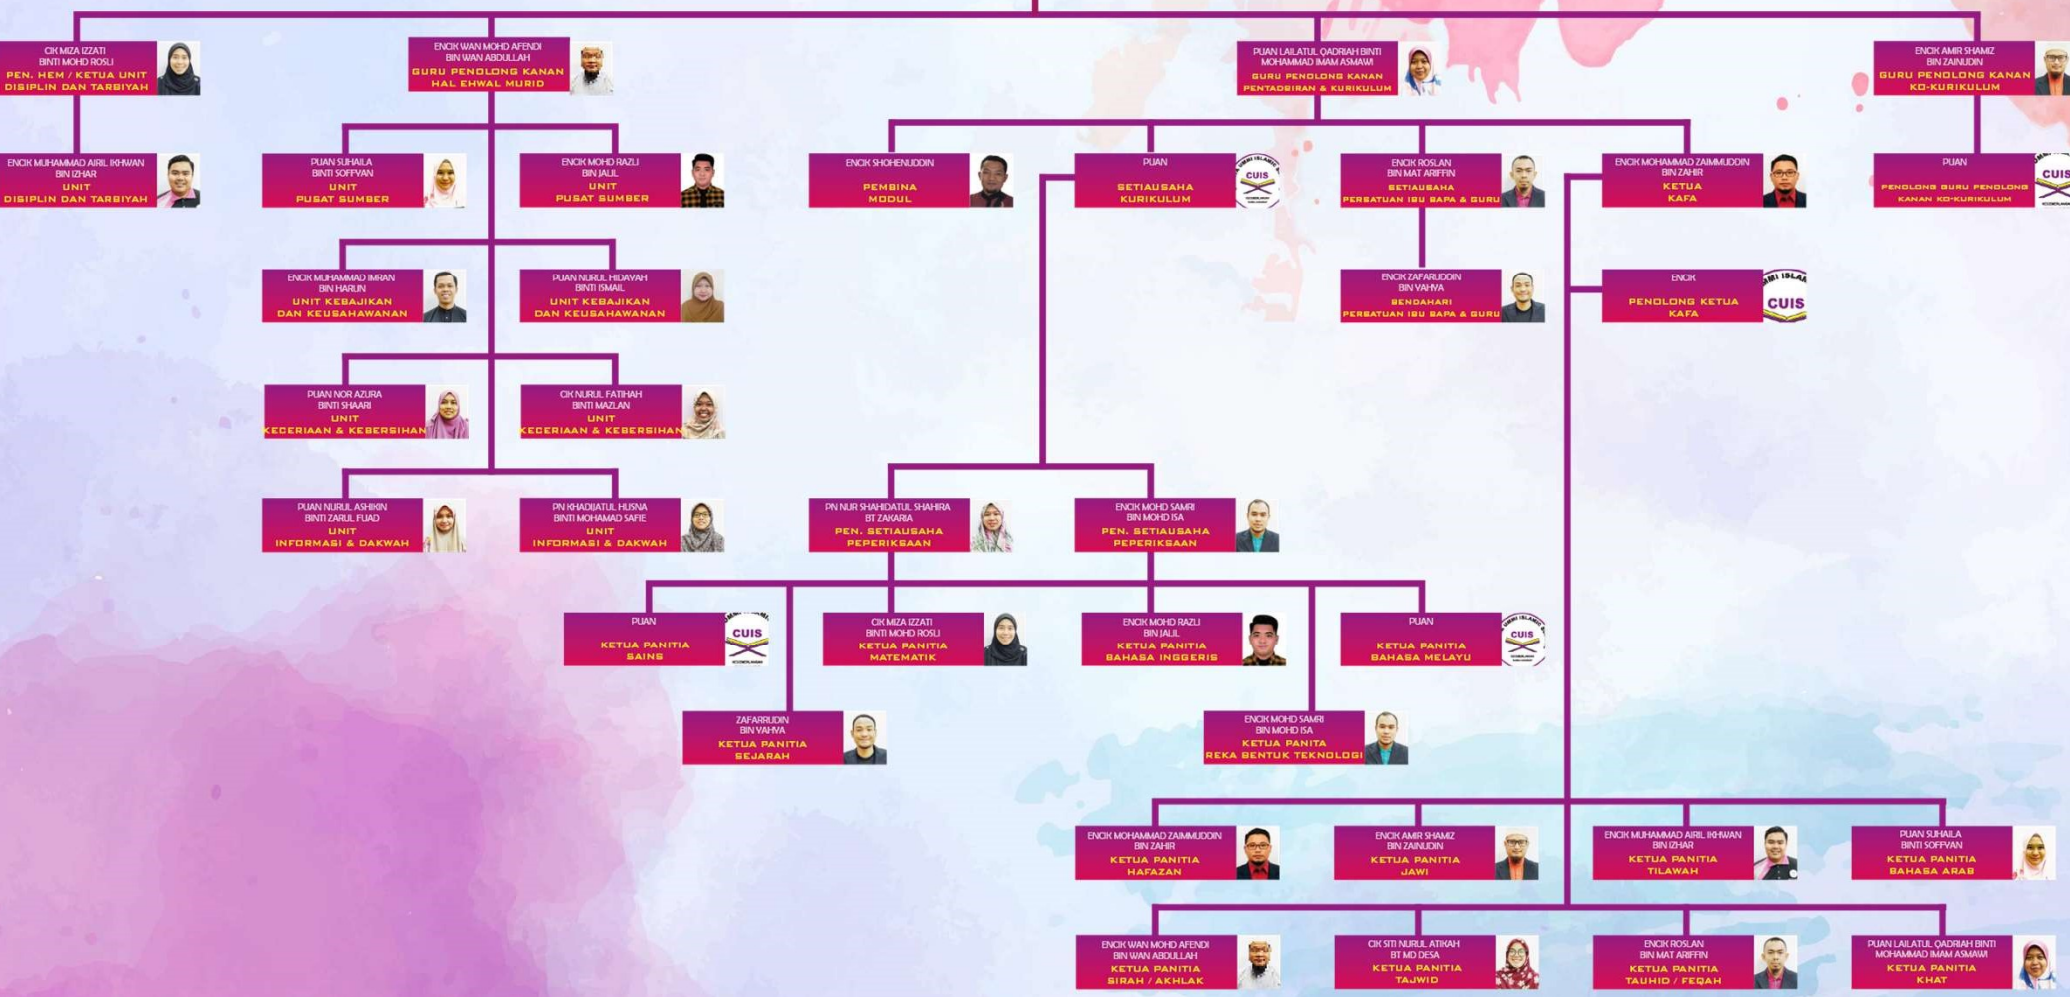 CIK MIZA IZZATI
BINTI MOHD ROSLI
PEN. HEM / KETUA UNIT
DISIPLIN DAN TARBIYAH
ENCIK WAN MOHD AFENDI
BIN WAN ABDULLAH
GURU PENOLONG KANAN
HAL EHWAL MURID
PUAN LAILATUL QADRIAH BINTI
MOHAMMAD IMAM ASMAWI
GURU PENOLONG KANAN
PENTADBIRAN & KURIKULUM
ENCIK AMIR SHAMIZ
BIN ZAINUDIN
GURU PENOLONG KANAN
KO-KURIKULUM
ENCIK MUHAMMAD AIRIL IKHWAN
BIN IZHAR
UNIT
DISIPLIN DAN TARBIYAH
PUAN SUHAILA
BINTI SOFFYAN
UNIT
PUSAT SUMBER
ENCIK MOHD RAZLI
BIN JALIL
UNIT
PUSAT SUMBER
ENCIK SHOHENUDDIN
PEMBINA
MODUL
PUAN
SETIAUSAHA
KURIKULUM
CUIS
ENCIK ROSLAN
BIN MAT ARIFFIN
SETIAUSAHA
PERSATUAN IBU BAPA & GURU
ENCIK MOHAMMAD ZAIMMUDDIN
BIN ZAHIR
KETUA
KAFA
PUAN
PENOLONG GURU PENOLONG
KANAN KO-KURIKULUM
CUIS
ENCIK MUHAMMAD IMRAN
BIN HARUN
UNIT KEBAJIKAN
DAN KEUSAHAWANAN
PUAN NURUL HIDAYAH
BINTI ISMAIL
UNIT KEBAJIKAN
DAN KEUSAHAWANAN
ENCIK ZAFARUDDIN
BIN YAHYA
BENDAHARI
PERSATUAN IBU BAPA & GURU
ENCIK
PENOLONG KETUA
KAFA
CUIS
PUAN NOR AZURA
BINTI SHAARI
UNIT
KECERIAAN & KEBERSIHAN
CIK NURUL FATIHAH
BINTI MAZLAN
UNIT
KECERIAAN & KEBERSIHAN
PUAN NURUL ASHIKIN
BINTI ZARUL FUAD
UNIT
INFORMASI & DAKWAH
PN KHADIJATUL HUSNA
BINTI MOHAMAD SAFIE
UNIT
INFORMASI & DAKWAH
PN NUR SHAHIDATUL SHAHIRA
BT ZAKARIA
PEN. SETIAUSAHA
PEPERIKSAAN
ENCIK MOHD SAMRI
BIN MOHD ISA
PEN. SETIAUSAHA
PEPERIKSAAN
PUAN
KETUA PANITIA
SAINS
CUIS
CIK MIZA IZZATI
BINTI MOHD ROSLI
KETUA PANITIA
MATEMATIK
ENCIK MOHD RAZLI
BIN JALIL
KETUA PANITIA
BAHASA INGGERIS
PUAN
KETUA PANITIA
BAHASA MELAYU
CUIS
ZAFARRUDIN
BIN YAHYA
KETUA PANITIA
SEJARAH
ENCIK MOHD SAMRI
BIN MOHD ISA
KETUA PANITA
REKA BENTUK TEKNOLOGI
ENCIK MOHAMMAD ZAIMMUDDIN
BIN ZAHIR
KETUA PANITIA
HAFAZAN
ENCIK AMIR SHAMIZ
BIN ZAINUDIN
KETUA PANITIA
JAWI
ENCIK MUHAMMAD AIRIL IKHWAN
BIN IZHAR
KETUA PANITIA
TILAWAH
PUAN SUHAILA
BINTI SOFFYAN
KETUA PANITIA
BAHASA ARAB
ENCIK WAN MOHD AFENDI
BIN WAN ABDULLAH
KETUA PANITIA
SIRAH / AKHLAK
CIK SITI NURUL ATIKAH
BT MD DESA
KETUA PANITIA
TAJWID
ENCIK ROSLAN
BIN MAT ARIFFIN
KETUA PANITIA
TAUHID / FEQAH
PUAN LAILATUL QADRIAH BINTI
MOHAMMAD IMAM ASMAWI
KETUA PANITIA
KHAT